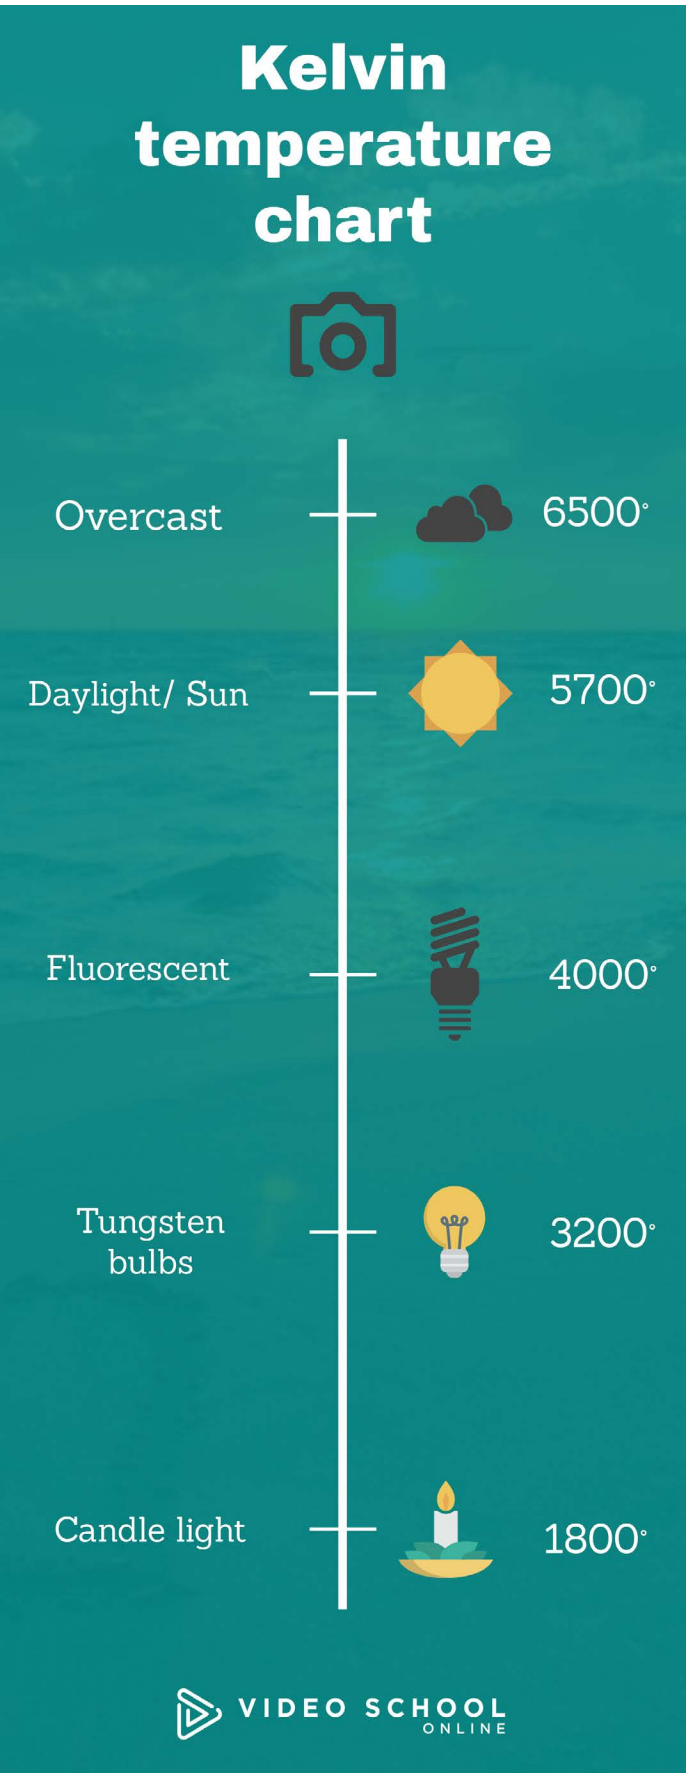 Kelvin
temperature
chart
Overcast 6500°
Daylight/ Sun 5700°
Fluorescent 4000°
Tungsten
bulbs 3200°
Candle light 1800°
VIDEO SCHOOL
ONLINE